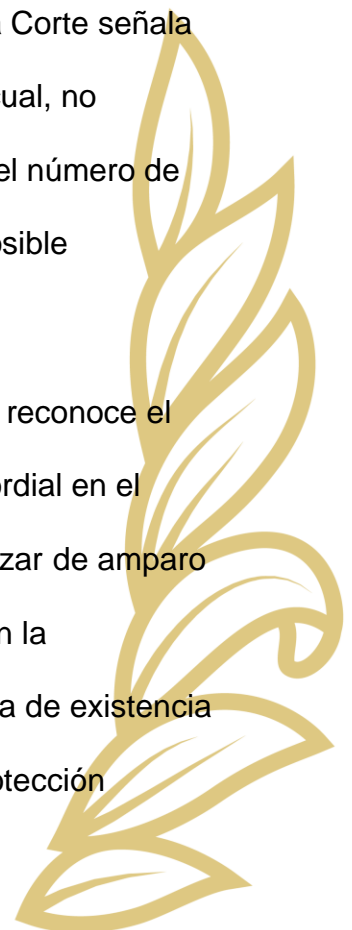 Corte señala
cual, no
el número de
osible
reconoce el
ordial en el
zar de amparo
n la
a de existencia
otección